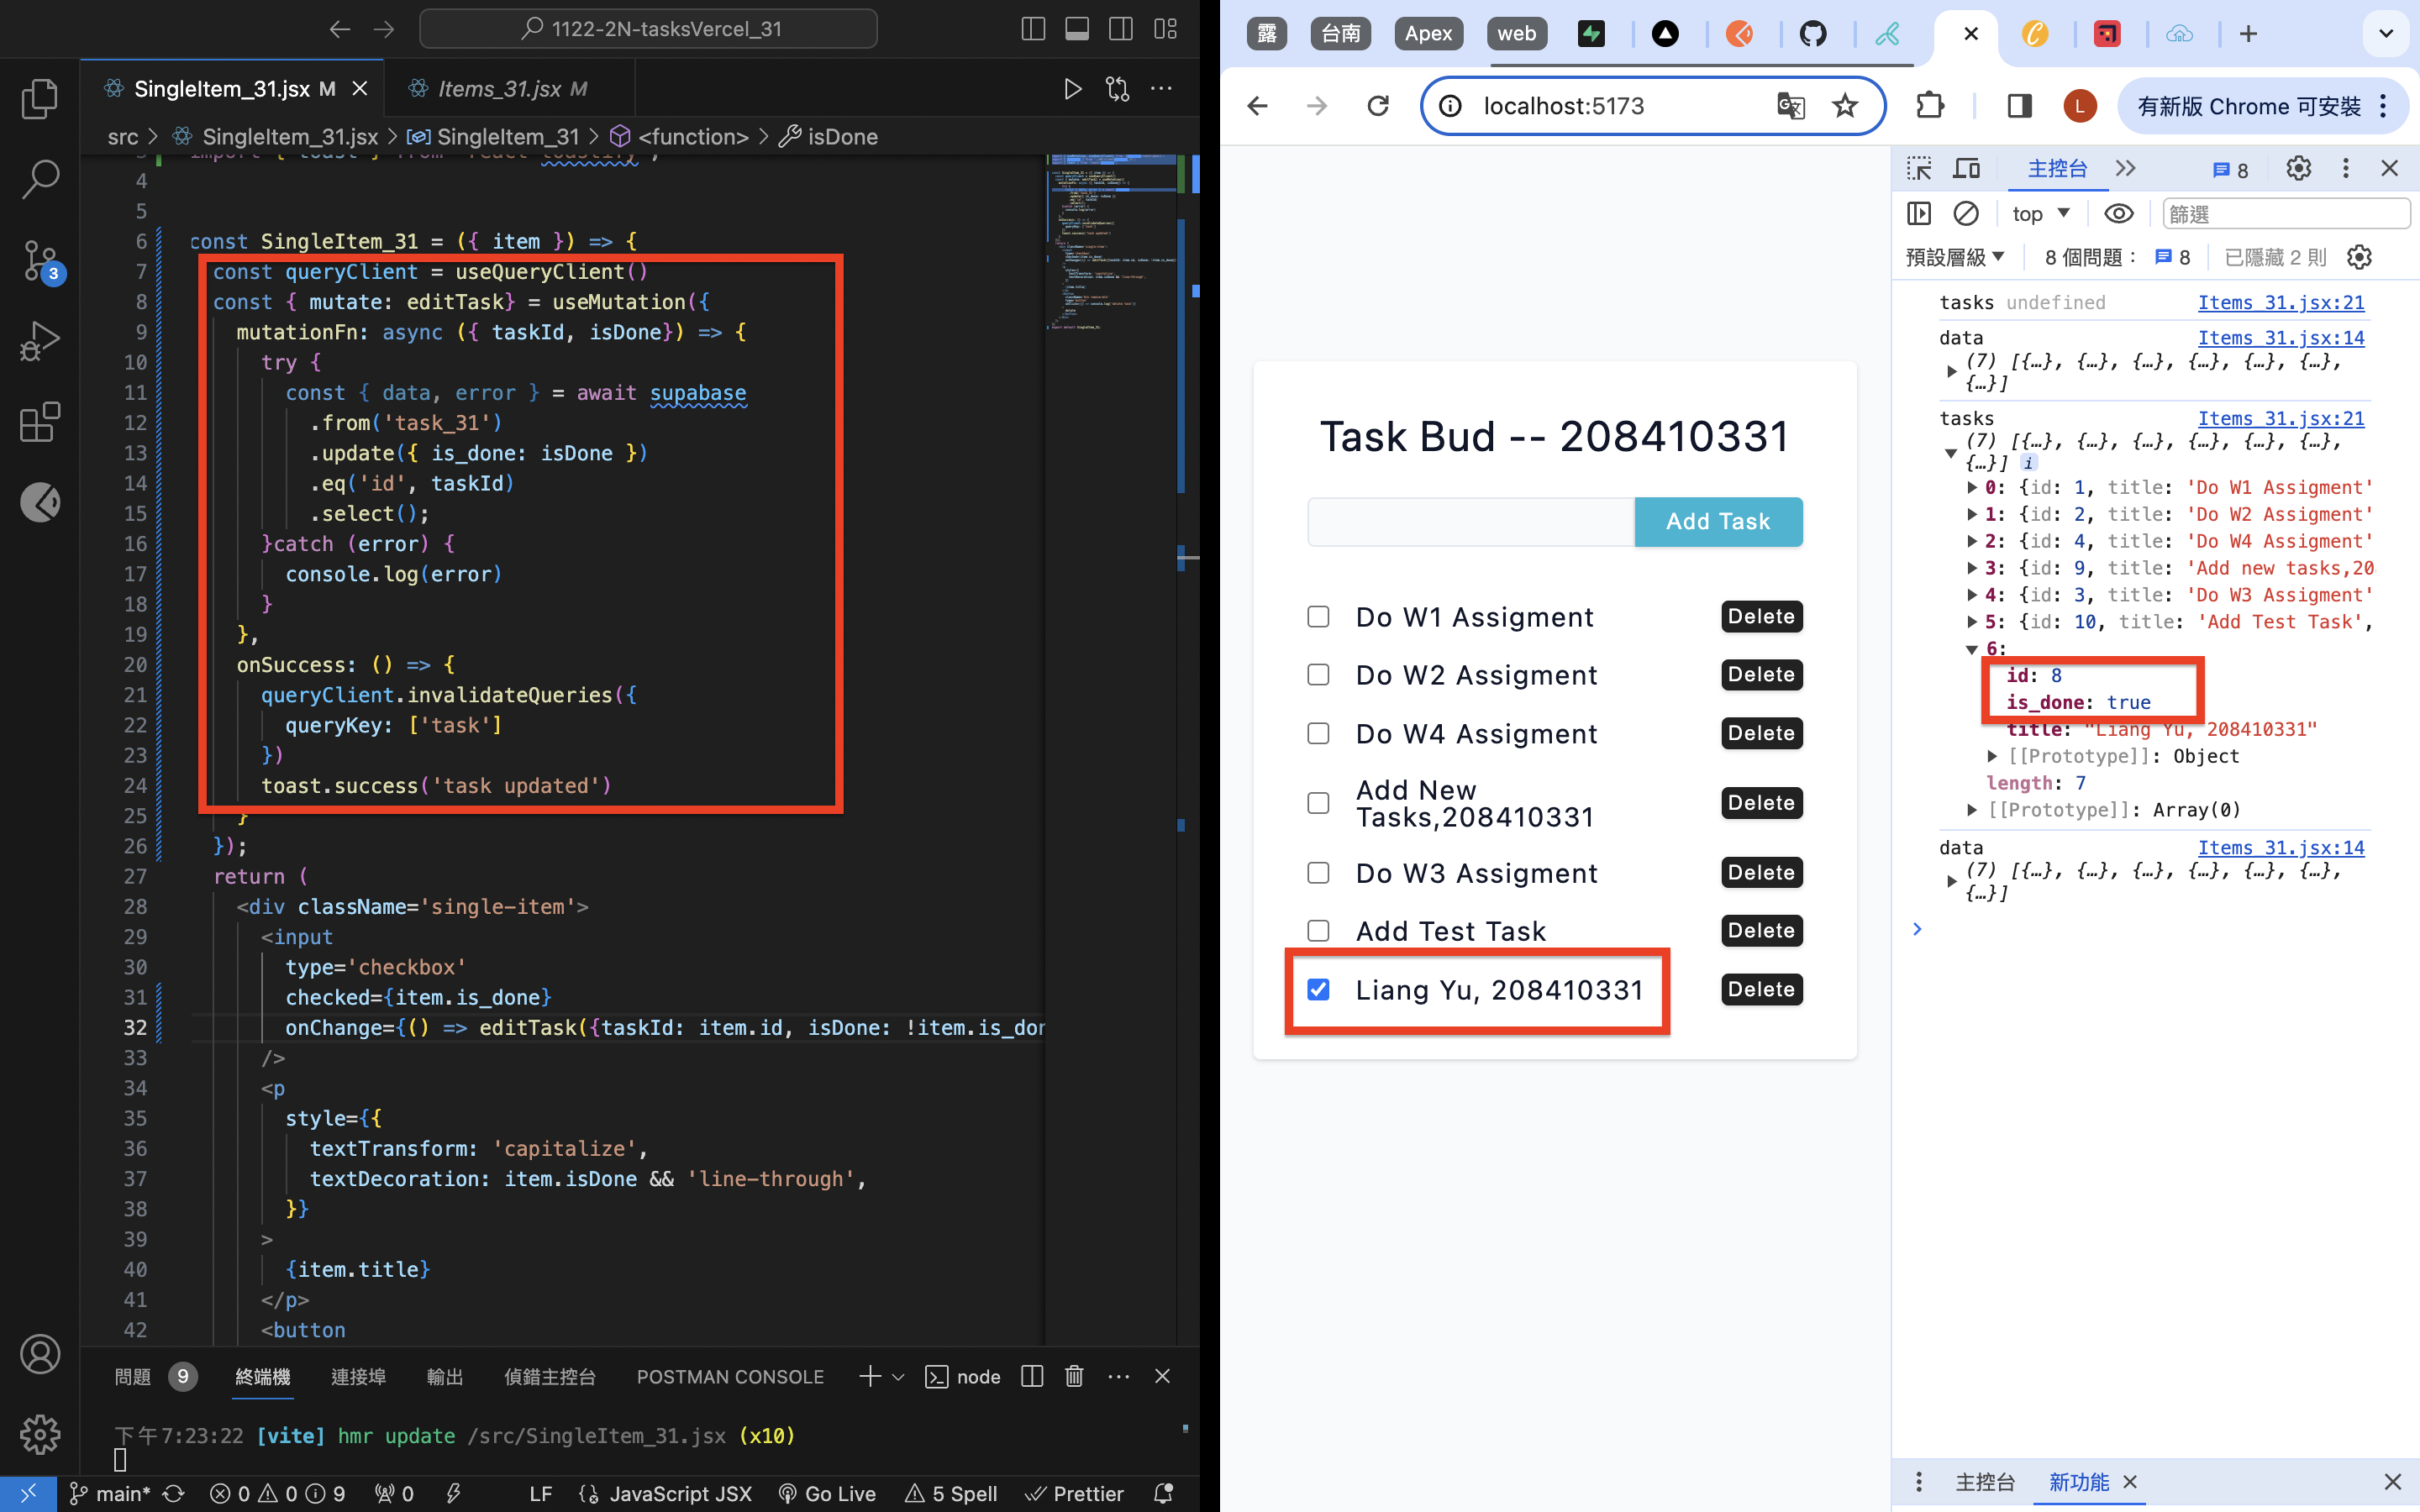 1122-2N-tasksVercel_31
SingleItem_31.jsx M
Items_31.jsx M
src > SingleItem_31.jsx > SingleItem_31 > <function> > isDone
4
5
6 const SingleItem_31 = ({ item }) => {
7 const queryClient = useQueryClient()
8 const { mutate: editTask} = useMutation({
9 mutationFn: async ({ taskId, isDone}) => {
10 try {
11 const { data, error } = await supabase
12 .from('task_31')
13 .update({ is_done: isDone })
14 .eq('id', taskId)
15 .select();
16 }catch (error) {
17 console.log(error)
18 }
19 },
20 onSuccess: () => {
21 queryClient.invalidateQueries({
22 queryKey: ['task']
23 })
24 toast.success('task updated')
25 }
26 });
27 return (
28 <div className='single-item'>
29 <input
30 type='checkbox'
31 checked={item.is_done}
32 onChange={() => editTask({taskId: item.id, isDone: !item.is_don
33 />
34 <p
35 style={{
36 textTransform: 'capitalize',
37 textDecoration: item.isDone && 'line-through',
38 }}
39 >
40 {item.title}
41 </p>
42 <button
3
問題 9 終端機 連接埠 輸出 偵錯主控台 POSTMAN CONSOLE node
下午7:23:22 [vite] hmr update /src/SingleItem_31.jsx (x10)
main* 0 0 9 0 LF JavaScript JSX Go Live 5 Spell Prettier
露 台南 Apex web
localhost:5173
L
有新版 Chrome 可安裝
Task Bud -- 208410331
Add Task
Do W1 Assigment Delete
Do W2 Assigment Delete
Do W4 Assigment Delete
Add New
Tasks,208410331 Delete
Do W3 Assigment Delete
Add Test Task Delete
Liang Yu, 208410331 Delete
主控台 8
top 篩選
預設層級 8 個問題： 8 已隱藏 2 則
tasks undefined Items_31.jsx:21
data Items_31.jsx:14
(7) [{…}, {…}, {…}, {…}, {…}, {…},
{…}]
tasks Items_31.jsx:21
(7) [{…}, {…}, {…}, {…}, {…}, {…},
{…}] i
0: {id: 1, title: 'Do W1 Assigment'
1: {id: 2, title: 'Do W2 Assigment'
2: {id: 4, title: 'Do W4 Assigment'
3: {id: 9, title: 'Add new tasks,20
4: {id: 3, title: 'Do W3 Assigment'
5: {id: 10, title: 'Add Test Task',
6:
id: 8
is_done: true
title: "Liang Yu, 208410331"
[[Prototype]]: Object
length: 7
[[Prototype]]: Array(0)
data Items_31.jsx:14
(7) [{…}, {…}, {…}, {…}, {…}, {…},
{…}]
主控台 新功能